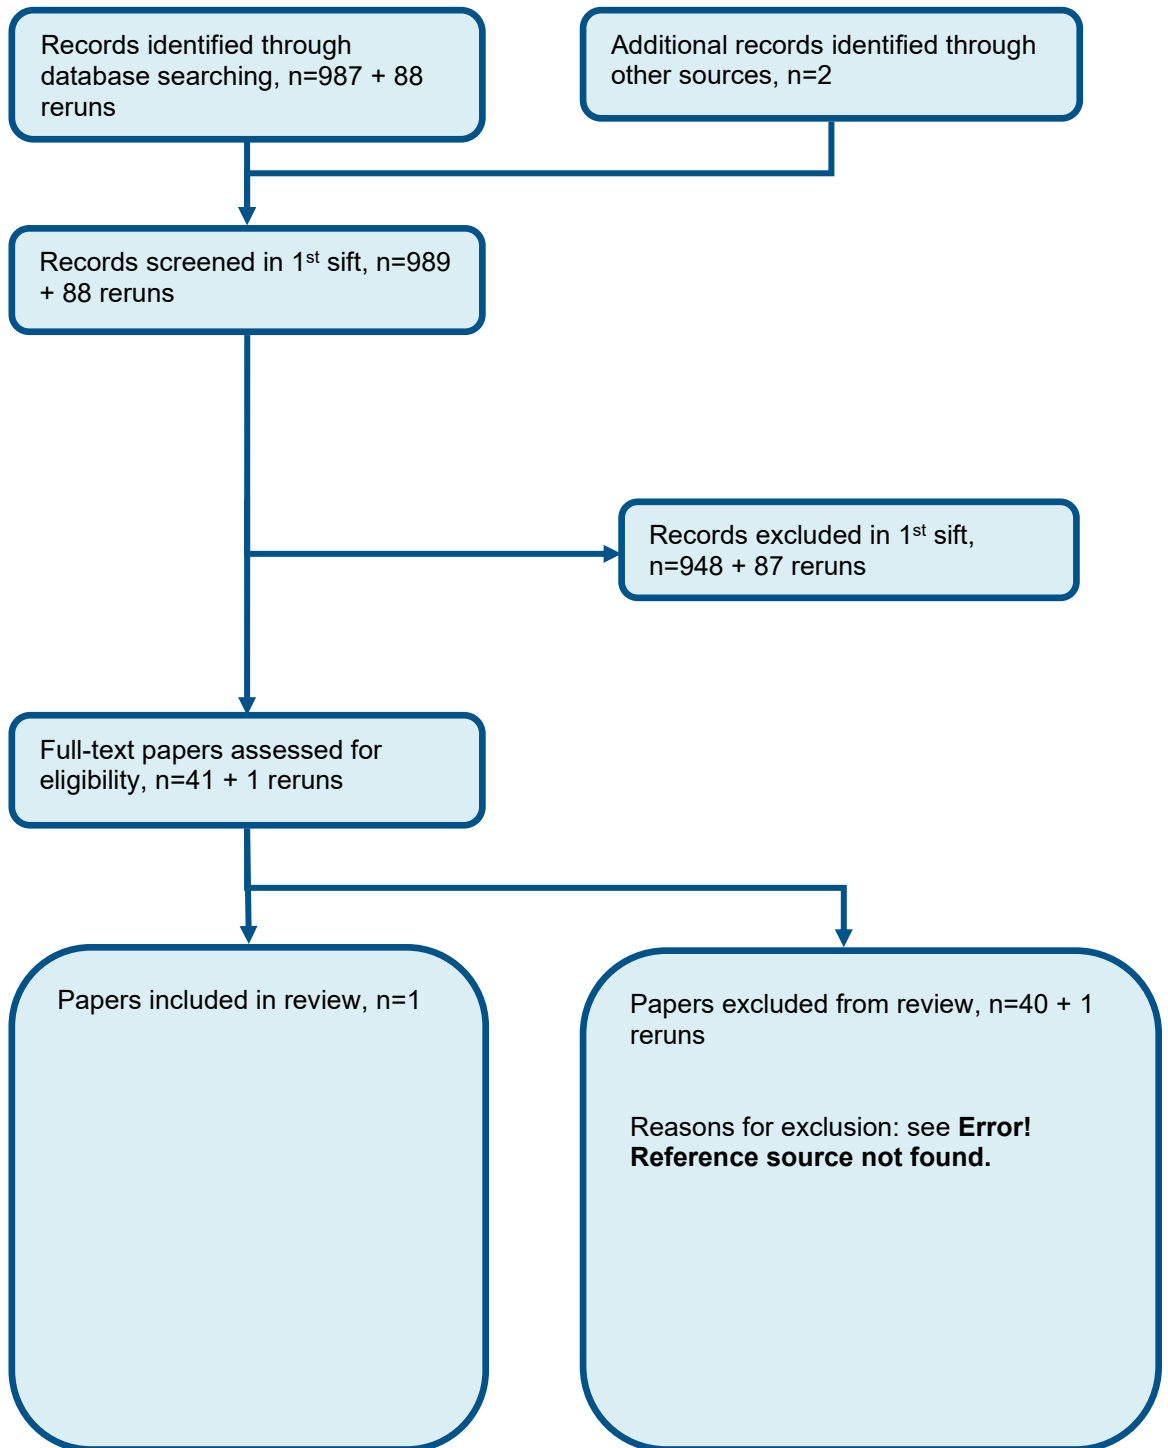 Records identified through
database searching, n=987 + 88
reruns
Additional records identified through
other sources, n=2
Records screened in 1st sift, n=989
+ 88 reruns
Records excluded in 1st sift,
n=948 + 87 reruns
Full-text papers assessed for
eligibility, n=41 + 1 reruns
Papers included in review, n=1
Papers excluded from review, n=40 + 1
reruns
Reasons for exclusion: see Error!
Reference source not found.